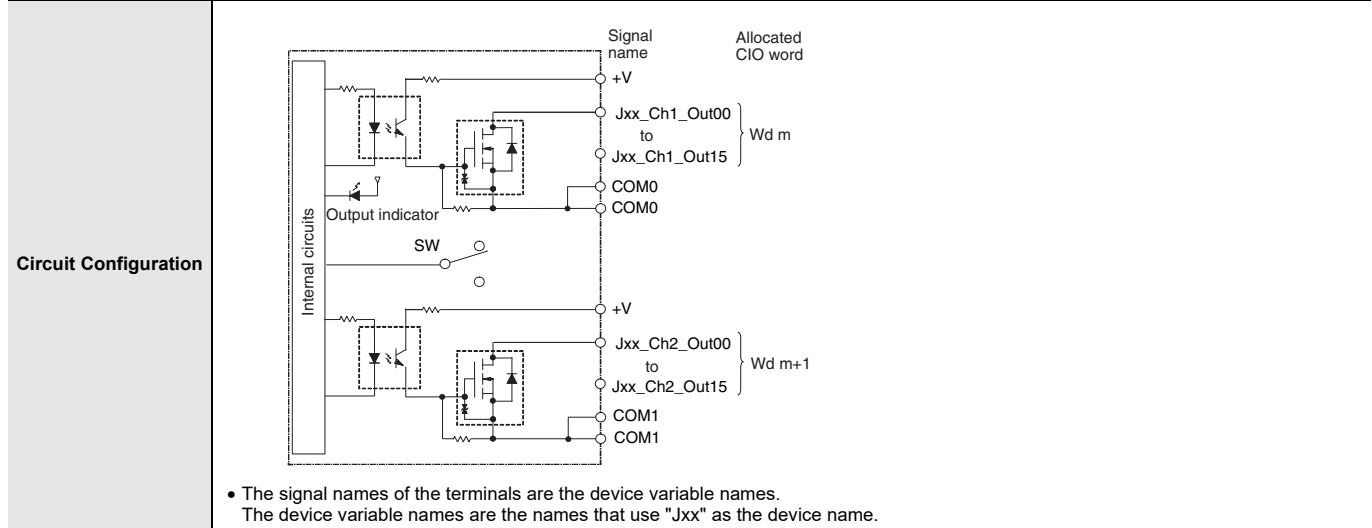 Circuit Configuration
Signal name
Allocated CIO word
+V
Jxx_Ch1_Out00
to
Jxx_Ch1_Out15
Wd m
COM0
COM0
Internal circuits
Output indicator
SW
+V
Jxx_Ch2_Out00
to
Jxx_Ch2_Out15
Wd m+1
COM1
COM1
• The signal names of the terminals are the device variable names.
The device variable names are the names that use "Jxx" as the device name.